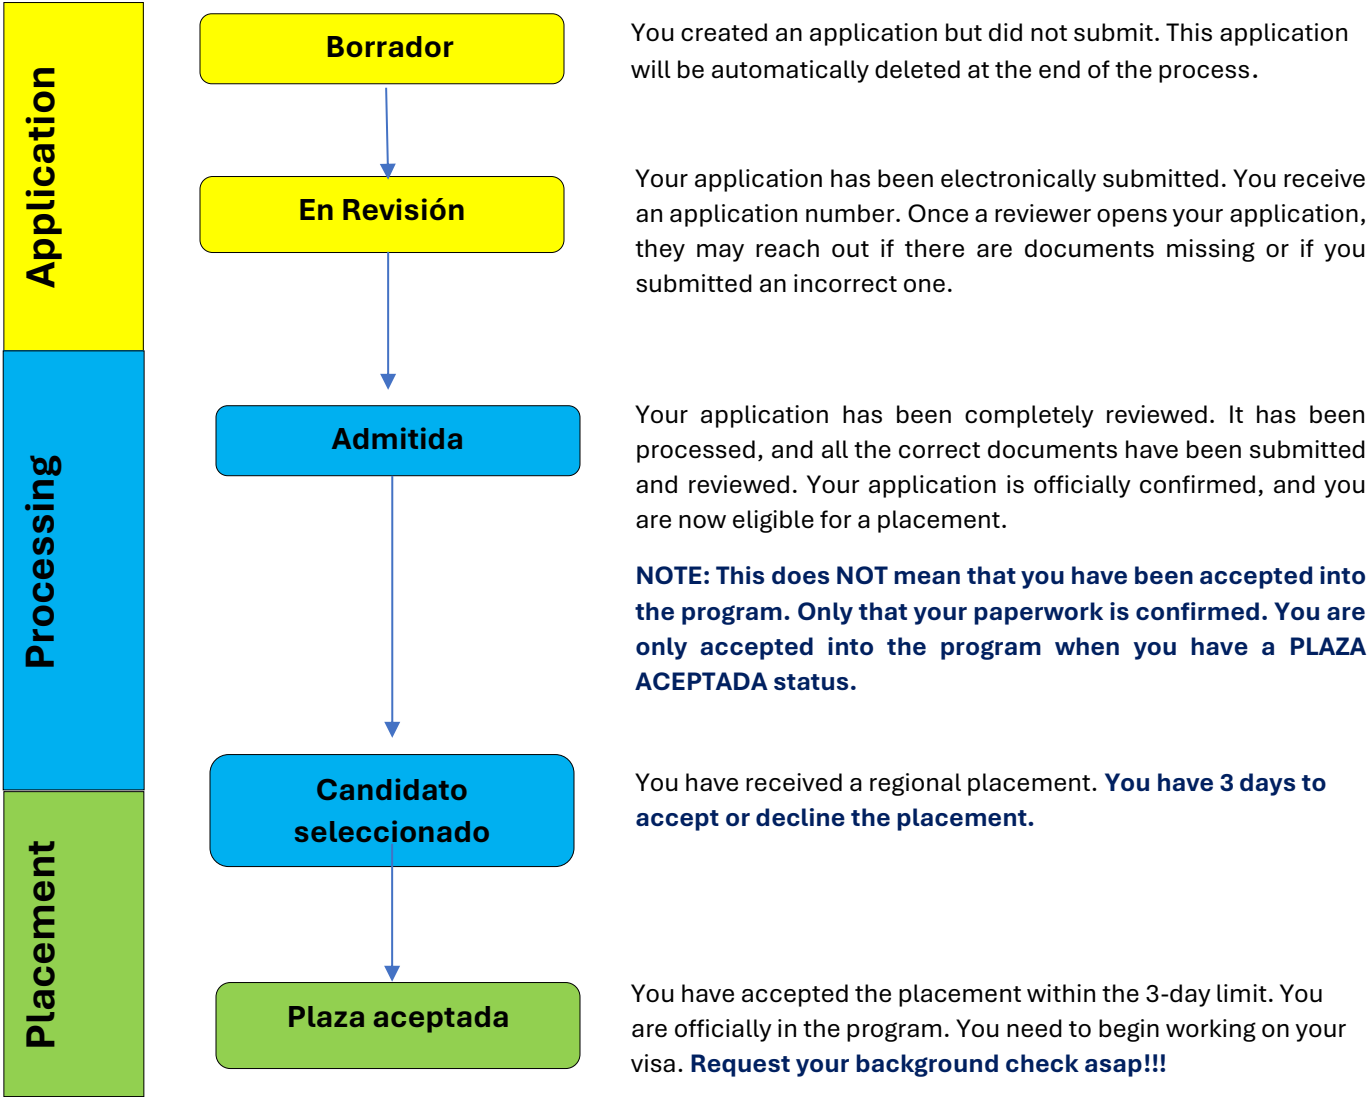 Application
Borrador
You created an application but did not submit. This application
will be automatically deleted at the end of the process.
En Revisión
Your application has been electronically submitted. You receive
an application number. Once a reviewer opens your application,
they may reach out if there are documents missing or if you
submitted an incorrect one.
Processing
Admitida
Your application has been completely reviewed. It has been
processed, and all the correct documents have been submitted
and reviewed. Your application is officially confirmed, and you
are now eligible for a placement.
NOTE: This does NOT mean that you have been accepted into
the program. Only that your paperwork is confirmed. You are
only accepted into the program when you have a PLAZA
ACEPTADA status.
Candidato
seleccionado
You have received a regional placement. You have 3 days to
accept or decline the placement.
Placement
Plaza aceptada
You have accepted the placement within the 3-day limit. You
are officially in the program. You need to begin working on your
visa. Request your background check asap!!!